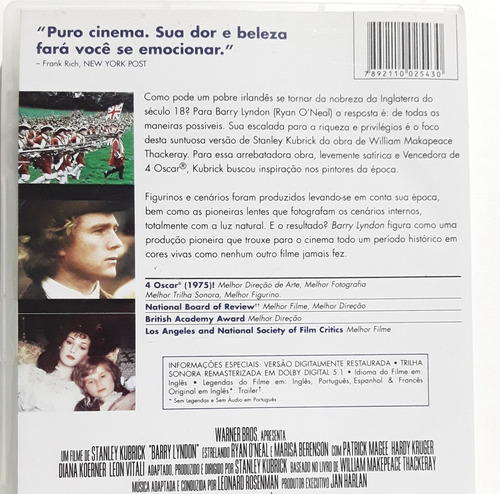 “Puro cinema. Sua dor e beleza
fará você se emocionar.”
– Frank Rich, NEW YORK POST
7892110025430
Como pode um pobre irlandês se tornar da nobreza da Inglaterra do
século 18? Para Barry Lyndon (Ryan O'Neal) a resposta é: de todas as
maneiras possíveis. Sua escalada para a riqueza e privilégios é o foco
desta suntuosa versão de Stanley Kubrick da obra de William Makepeace
Thackeray. Para essa arrebatadora obra, levemente satírica e Vencedora de
4 Oscar®, Kubrick buscou inspiração nos pintores da época.
Figurinos e cenários foram produzidos levando-se em conta sua época,
bem como as pioneiras lentes que fotografam os cenários internos,
totalmente com a luz natural. E o resultado? Barry Lyndon figura como uma
produção pioneira que trouxe para o cinema todo um período histórico em
cores vivas como nenhum outro filme jamais fez.
4 Oscar® (1975)! Melhor Direção de Arte, Melhor Fotografia
Melhor Trilha Sonora, Melhor Figurino.
National Board of Review†† Melhor Filme, Melhor Direção
British Academy Award Melhor Direção
Los Angeles and National Society of Film Critics Melhor Filme
INFORMAÇÕES ESPECIAIS: VERSÃO DIGITALMENTE RESTAURADA • TRILHA
SONORA REMASTERIZADA EM DOLBY DIGITAL 5.1 • Idioma do Filme em:
Inglês • Legendas do Filme em: Inglês, Português, Espanhol & Francês
Original em Inglês*: Trailer†.
* Sem Legendas e Sem Áudio em Português
WARNER BROS. APRESENTA
UM FILME DE STANLEY KUBRICK "BARRY LYNDON" ESTRELANDO RYAN O'NEAL E MARISA BERENSON COM PATRICK MAGEE HARDY KRUGER
DIANA KOERNER LEON VITALI ADAPTADO, PRODUZIDO E DIRIGIDO POR STANLEY KUBRICK BASEADO NO LIVRO DE WILLIAM MAKEPEACE THACKERAY
MÚSICA ADAPTADA E CONDUZIDA POR LEONARD ROSENMAN PRODUTOR EXECUTIVO JAN HARLAN